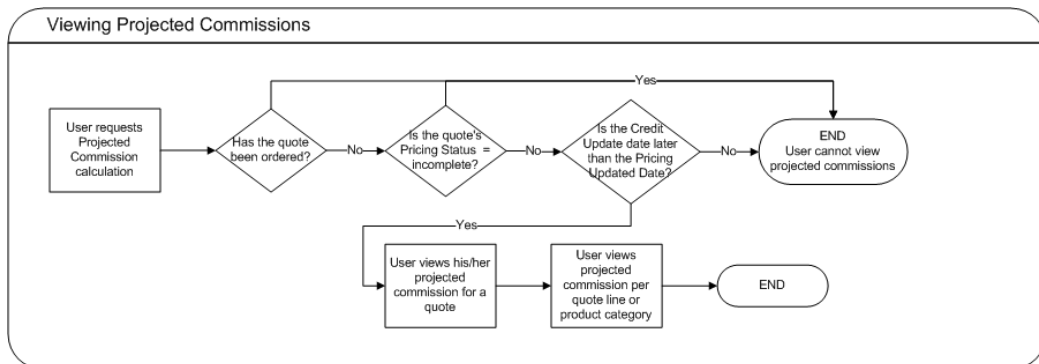 Viewing Projected Commissions
Yes
User requests
Projected
Commission
calculation
Has the quote
been ordered?
No
Is the quote's
Pricing Status =
incomplete?
No
Is the Credit
Update date later
than the Pricing
Updated Date?
No
END
User cannot view
projected commissions
Yes
User views his/her
projected
commission for a
quote
User views
projected
commission per
quote line or
product category
END